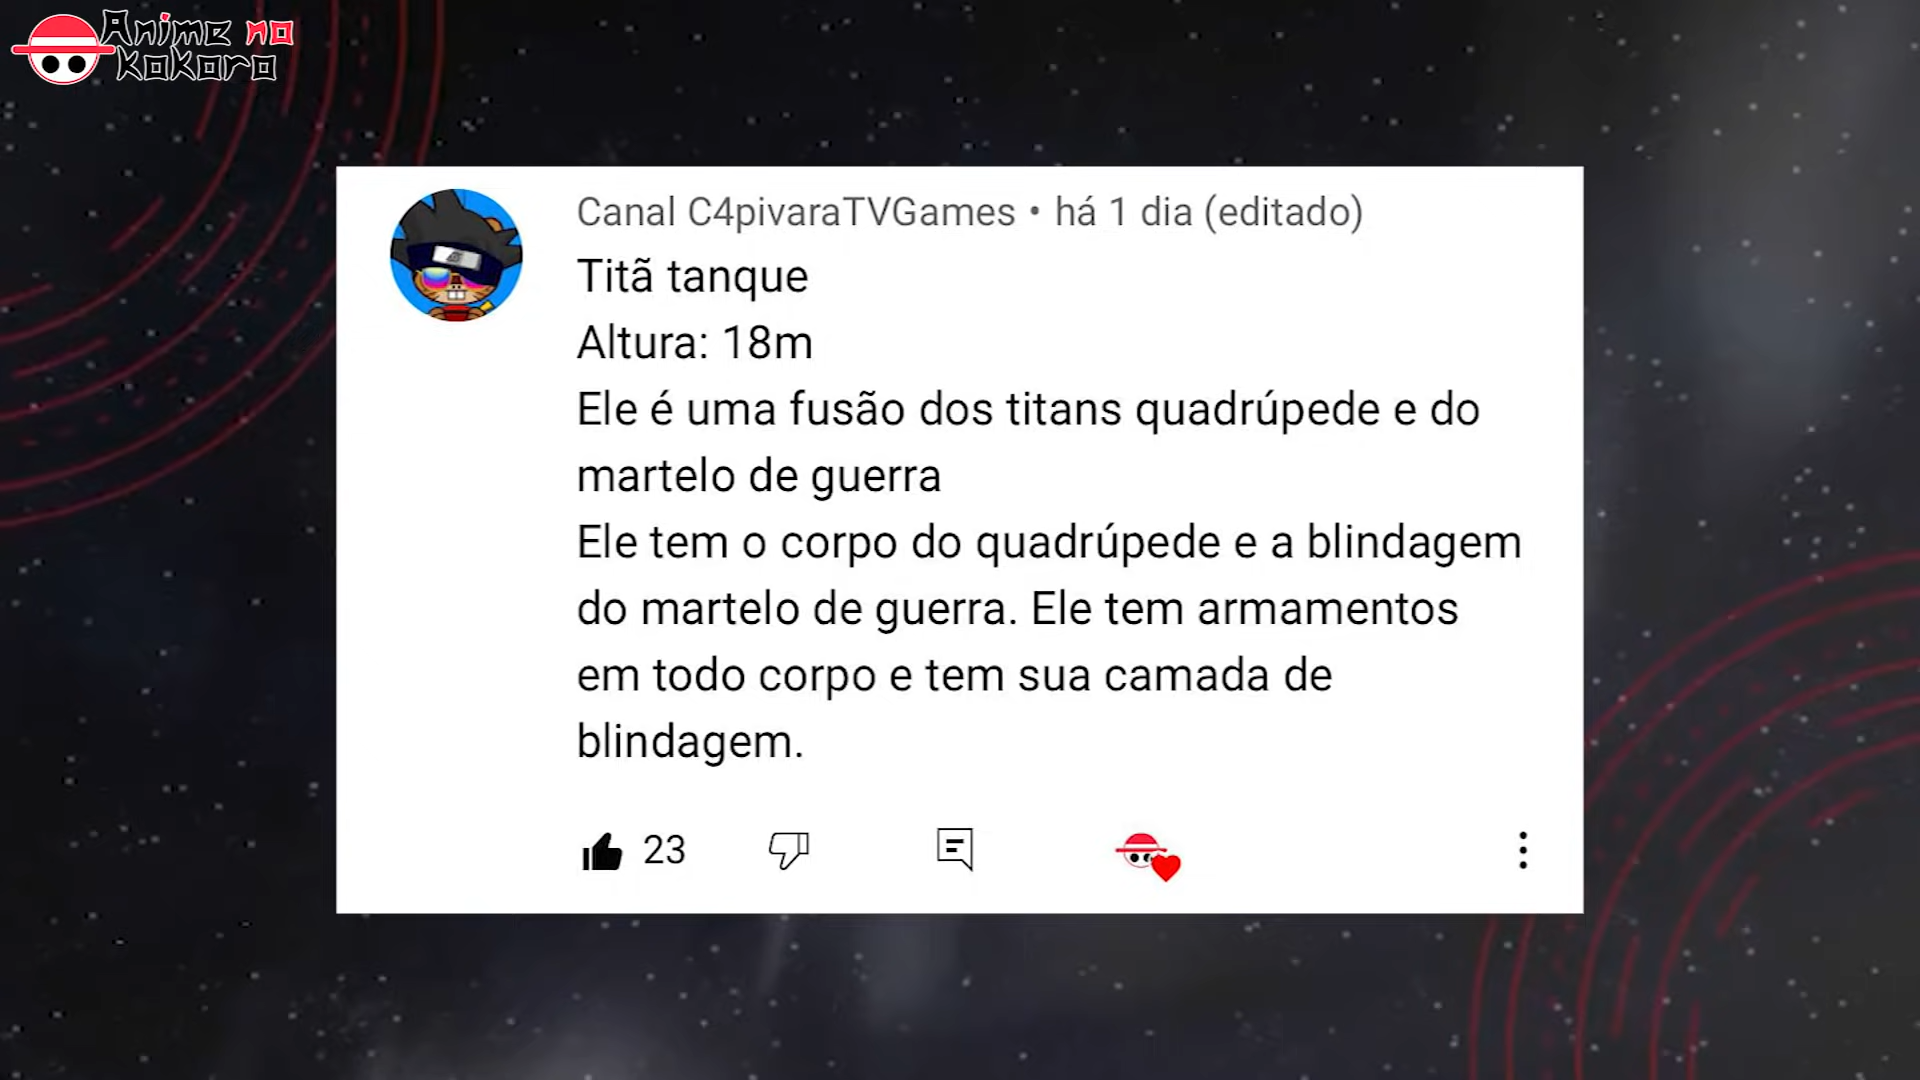 Anime no
Kokoro
Canal C4pivaraTVGames • há 1 dia (editado)
Titã tanque
Altura: 18m
Ele é uma fusão dos titans quadrúpede e do
martelo de guerra
Ele tem o corpo do quadrúpede e a blindagem
do martelo de guerra. Ele tem armamentos
em todo corpo e tem sua camada de
blindagem.
23